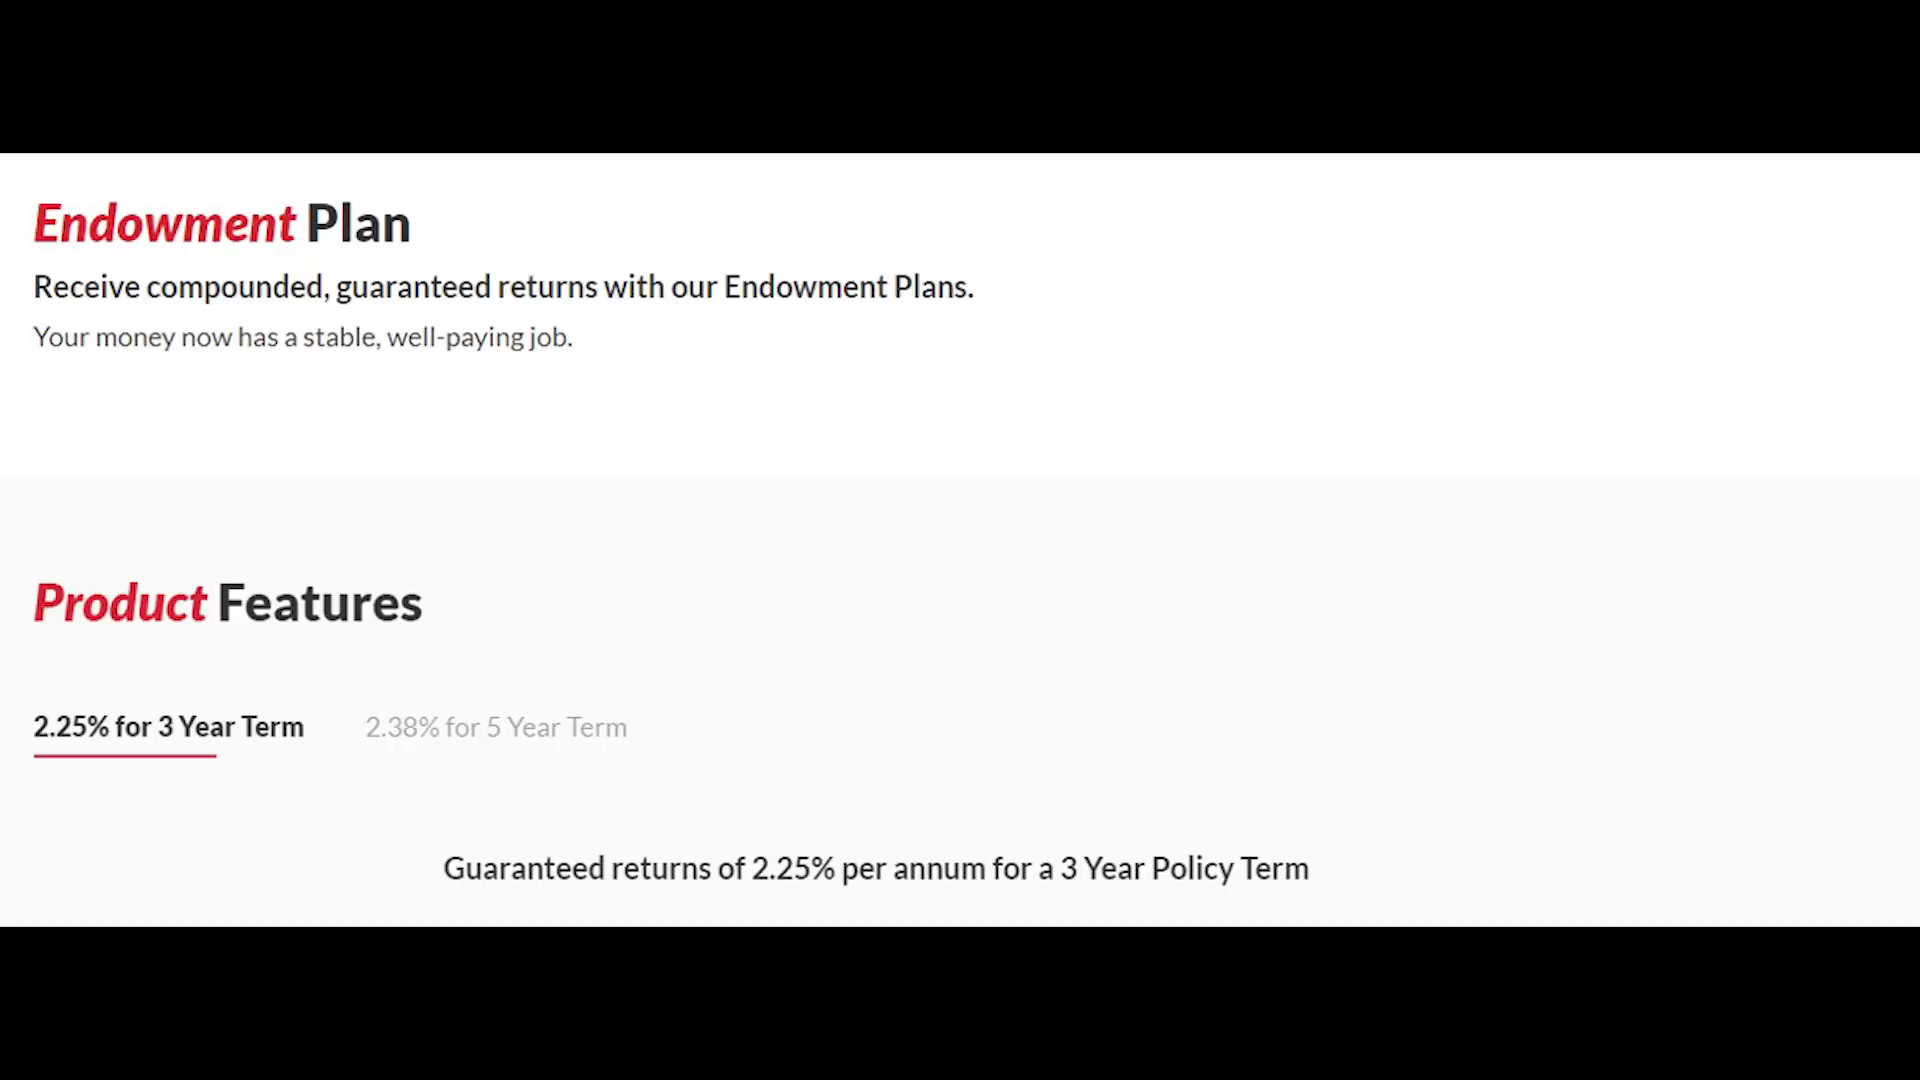 Endowment Plan
Receive compounded, guaranteed returns with our Endowment Plans.
Your money now has a stable, well-paying job.
Product Features
2.25% for 3 Year Term
2.38% for 5 Year Term
Guaranteed returns of 2.25% per annum for a 3 Year Policy Term